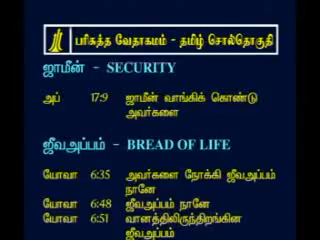 பரிசுத்த வேதாகமம் - தமிழ் சொல்தொகுதி
ஜாமீன் - SECURITY
அப் 17:9 ஜாமீன் வாங்கிக் கொண்டு
அவர்களை
ஜீவஅப்பம் - BREAD OF LIFE
யோவா 6:35 அவர்களை நோக்கி ஜீவஅப்பம்
நானே
யோவா 6:48 ஜீவஅப்பம் நானே
யோவா 6:51 வானத்திலிருந்திறங்கின
ஜீவஅப்பம்